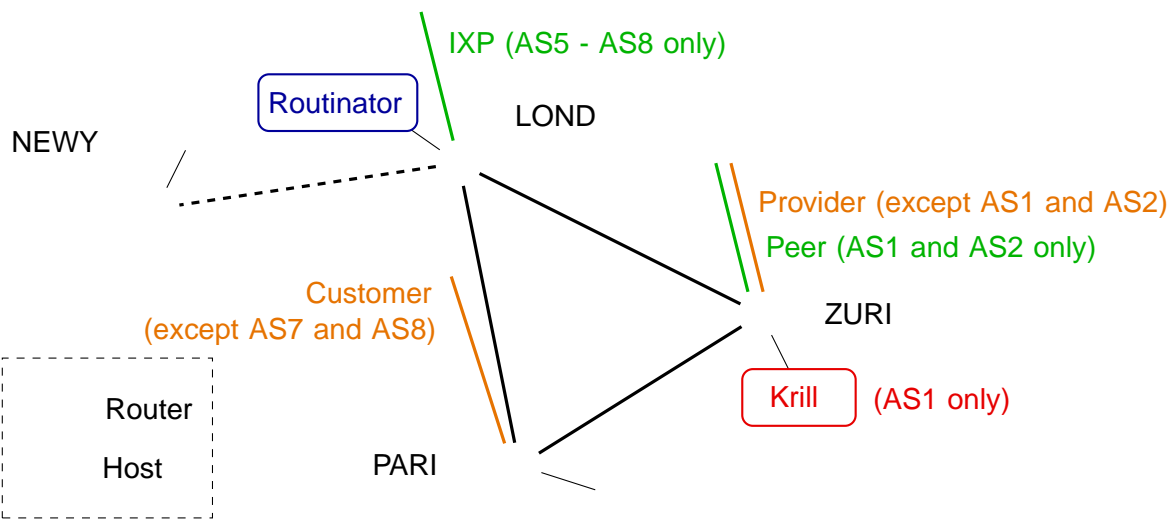 IXP (AS5 - AS8 only)
Routinator
LOND
NEWY
Provider (except AS1 and AS2)
Peer (AS1 and AS2 only)
Customer
(except AS7 and AS8)
ZURI
Krill
(AS1 only)
Router
Host
PARI